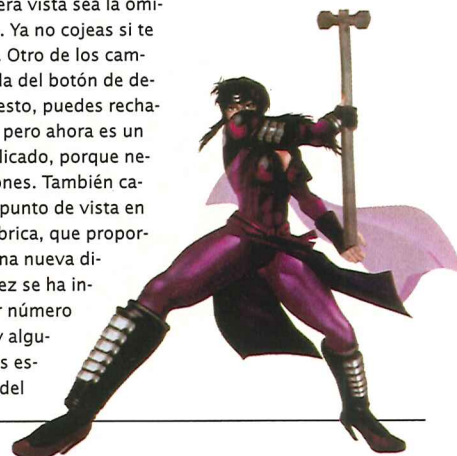 era vista sea la omi-
. Ya no cojeas si te
. Otro de los cam-
la del botón de de-
esto, puedes recha-
pero ahora es un
licado, porque ne-
ones. También ca-
punto de vista en
brica, que propor-
na nueva di-
ez se ha in-
r número
y algu-
s es-
del